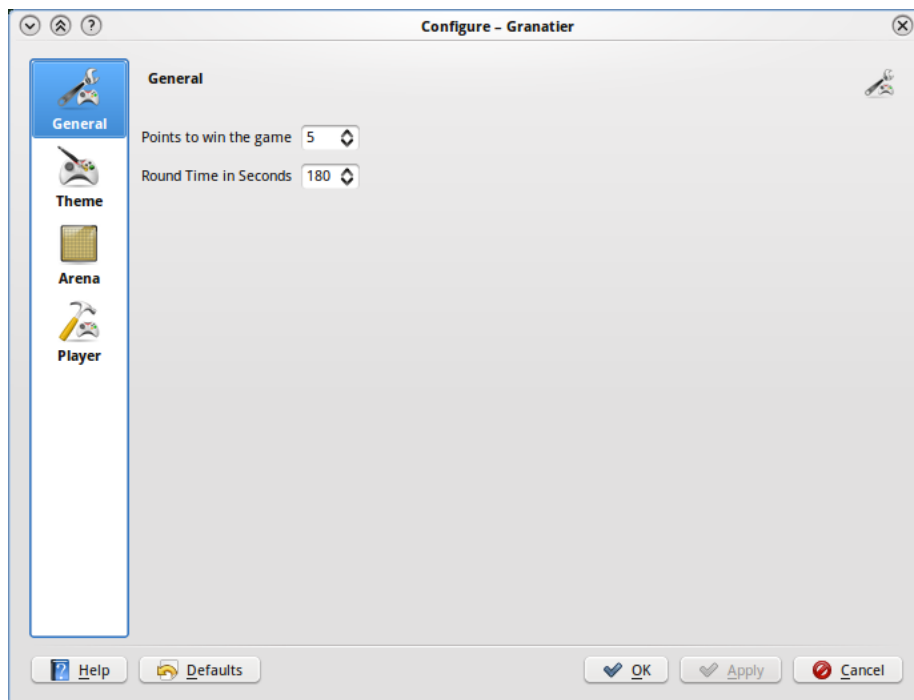 Configure – Granatier
General
General
Points to win the game 5
Round Time in Seconds 180
Theme
Arena
Player
Help Defaults OK Apply Cancel